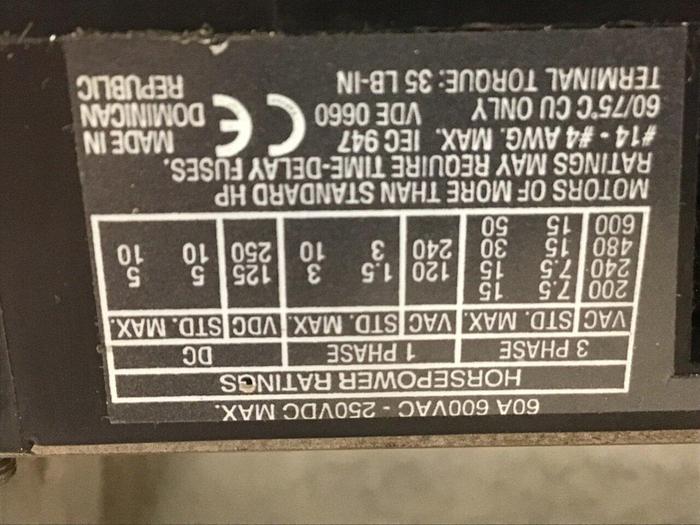 60A 600VAC - 250VDC MAX.
HORSEPOWER RATINGS
3 PHASE 1 PHASE DC
VAC STD. MAX. VAC STD. MAX. VDC STD. MAX.
200 7.5 15 120 1.5 3 125 5 5
240 7.5 15 240 3 10 250 10 10
480 15 30
600 15 50
MOTORS OF MORE THAN STANDARD HP
RATINGS MAY REQUIRE TIME-DELAY FUSES.
#14 - #4 AWG. MAX. IEC 947
60/75°C CU ONLY VDE 0660
TERMINAL TORQUE: 35 LB-IN
CE
MADE IN
DOMINICAN
REPUBLIC